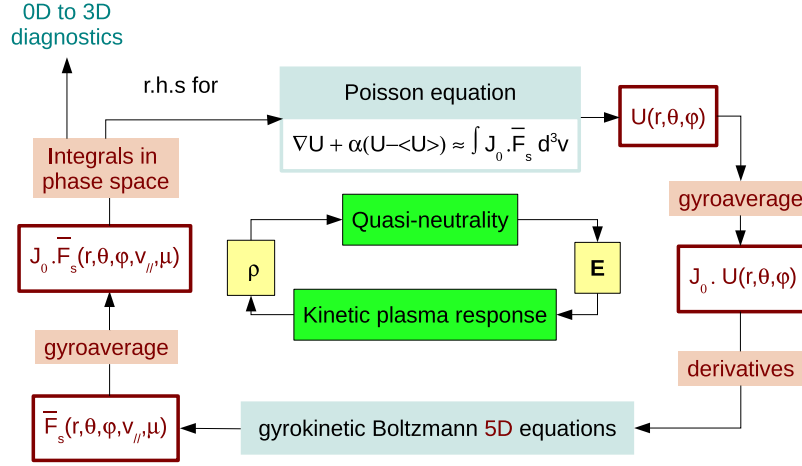 0D to 3D
diagnostics
r.h.s for
Poisson equation
∇U + α(U−<U>) ≈ ∫ J₀ .F̅ₛ d³v
U(r,θ,φ)
Integrals in
phase space
gyroaverage
J₀ .F̅ₛ(r,θ,φ,v//,μ)
Quasi-neutrality
ρ
E
J₀ . U(r,θ,φ)
Kinetic plasma response
gyroaverage
derivatives
F̅ₛ(r,θ,φ,v//,μ)
gyrokinetic Boltzmann 5D equations